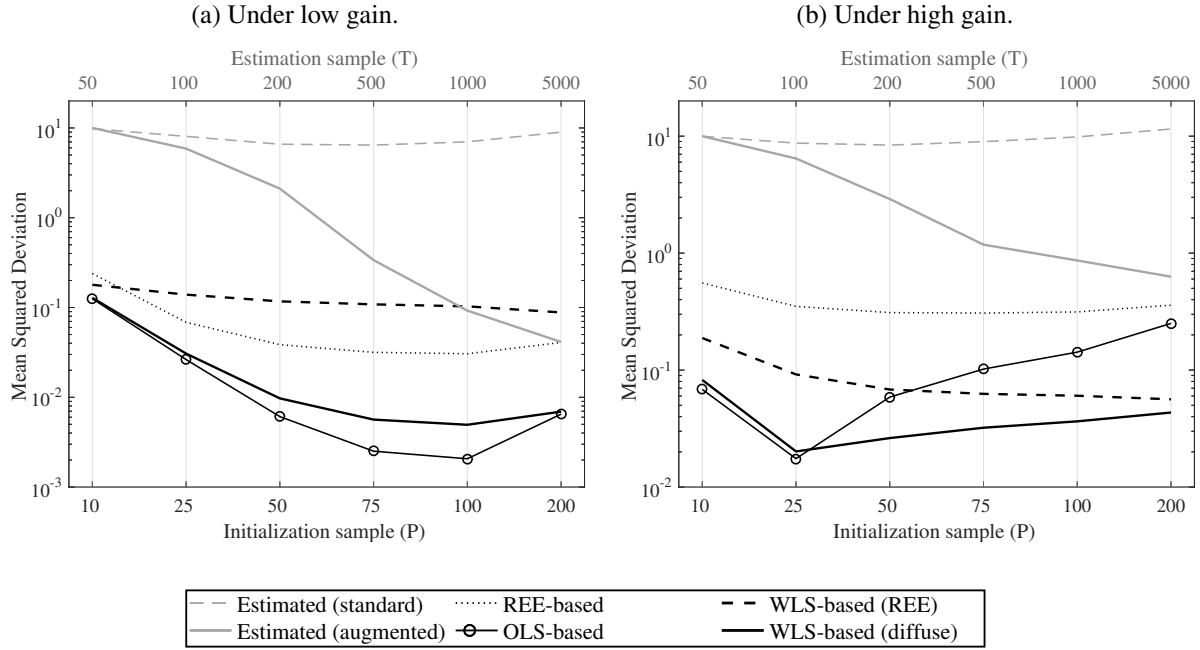 (a) Under low gain.
Estimation sample (T)
50 100 200 500 1000 5000
10^1
10^0
10^-1
10^-2
10^-3
Mean Squared Deviation
10 25 50 75 100 200
Initialization sample (P)
(b) Under high gain.
Estimation sample (T)
50 100 200 500 1000 5000
10^1
10^0
10^-1
10^-2
Mean Squared Deviation
10 25 50 75 100 200
Initialization sample (P)
Estimated (standard) REE-based WLS-based (REE)
Estimated (augmented) OLS-based WLS-based (diffuse)